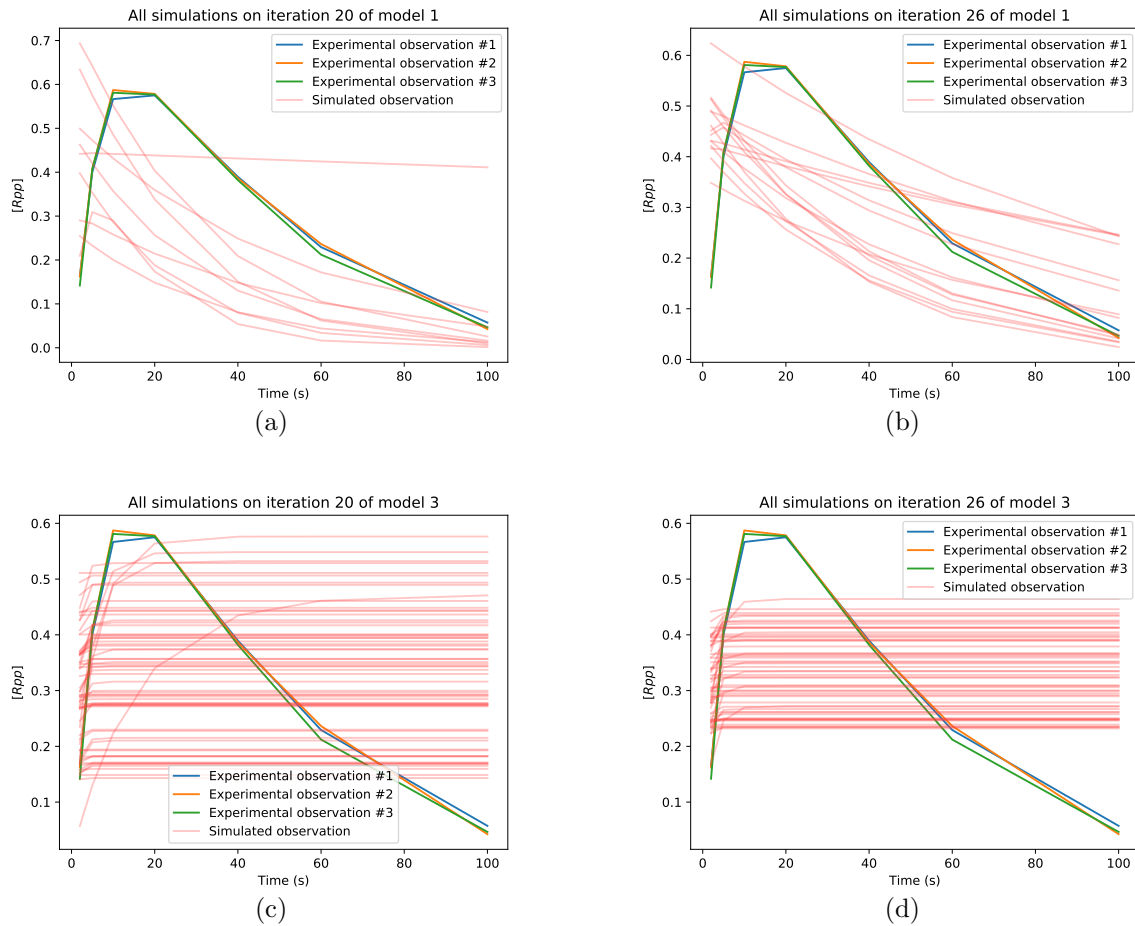 All simulations on iteration 20 of model 1
[Rpp]
0.7
0.6
0.5
0.4
0.3
0.2
0.1
0.0
Experimental observation #1
Experimental observation #2
Experimental observation #3
Simulated observation
0 20 40 60 80 100
Time (s)
(a)
All simulations on iteration 26 of model 1
[Rpp]
0.6
0.5
0.4
0.3
0.2
0.1
0.0
Experimental observation #1
Experimental observation #2
Experimental observation #3
Simulated observation
0 20 40 60 80 100
Time (s)
(b)
All simulations on iteration 20 of model 3
[Rpp]
0.6
0.5
0.4
0.3
0.2
0.1
Experimental observation #1
Experimental observation #2
Experimental observation #3
Simulated observation
0 20 40 60 80 100
Time (s)
(c)
All simulations on iteration 26 of model 3
[Rpp]
0.6
0.5
0.4
0.3
0.2
0.1
Experimental observation #1
Experimental observation #2
Experimental observation #3
Simulated observation
0 20 40 60 80 100
Time (s)
(d)